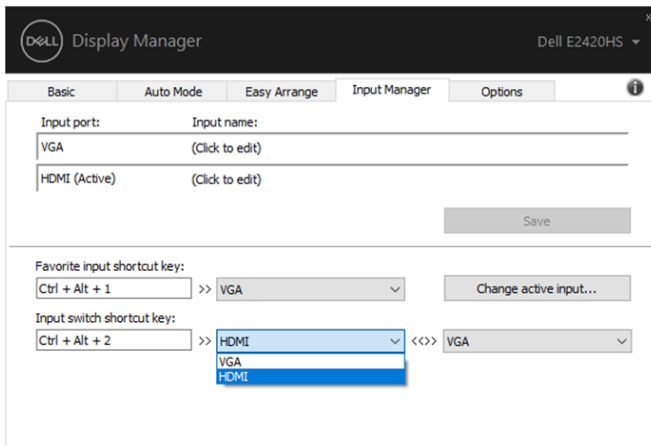 DELL Display Manager Dell E2420HS
Basic Auto Mode Easy Arrange Input Manager Options
Input port: Input name:
VGA (Click to edit)
HDMI (Active) (Click to edit)
Save
Favorite input shortcut key:
Ctrl + Alt + 1 >> VGA Change active input...
Input switch shortcut key:
Ctrl + Alt + 2 >> HDMI <<>> VGA
VGA
HDMI